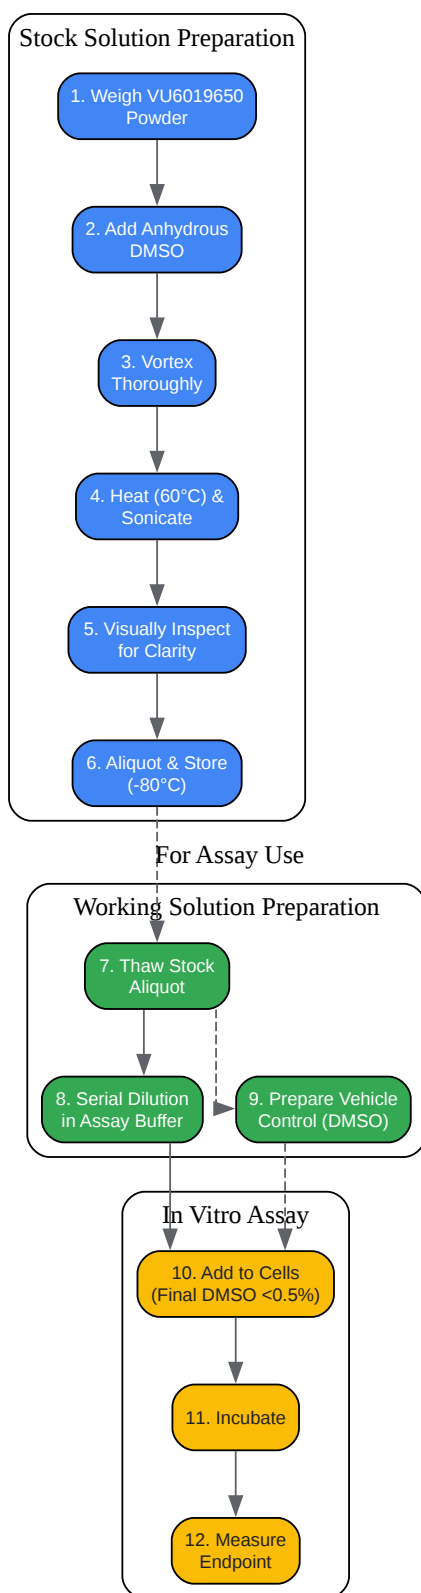 Stock Solution Preparation
1. Weigh VU6019650
Powder
2. Add Anhydrous
DMSO
3. Vortex
Thoroughly
4. Heat (60°C) &
Sonicate
5. Visually Inspect
for Clarity
6. Aliquot & Store
(-80°C)
For Assay Use
Working Solution Preparation
7. Thaw Stock
Aliquot
8. Serial Dilution
in Assay Buffer
9. Prepare Vehicle
Control (DMSO)
In Vitro Assay
10. Add to Cells
(Final DMSO <0.5%)
11. Incubate
12. Measure
Endpoint